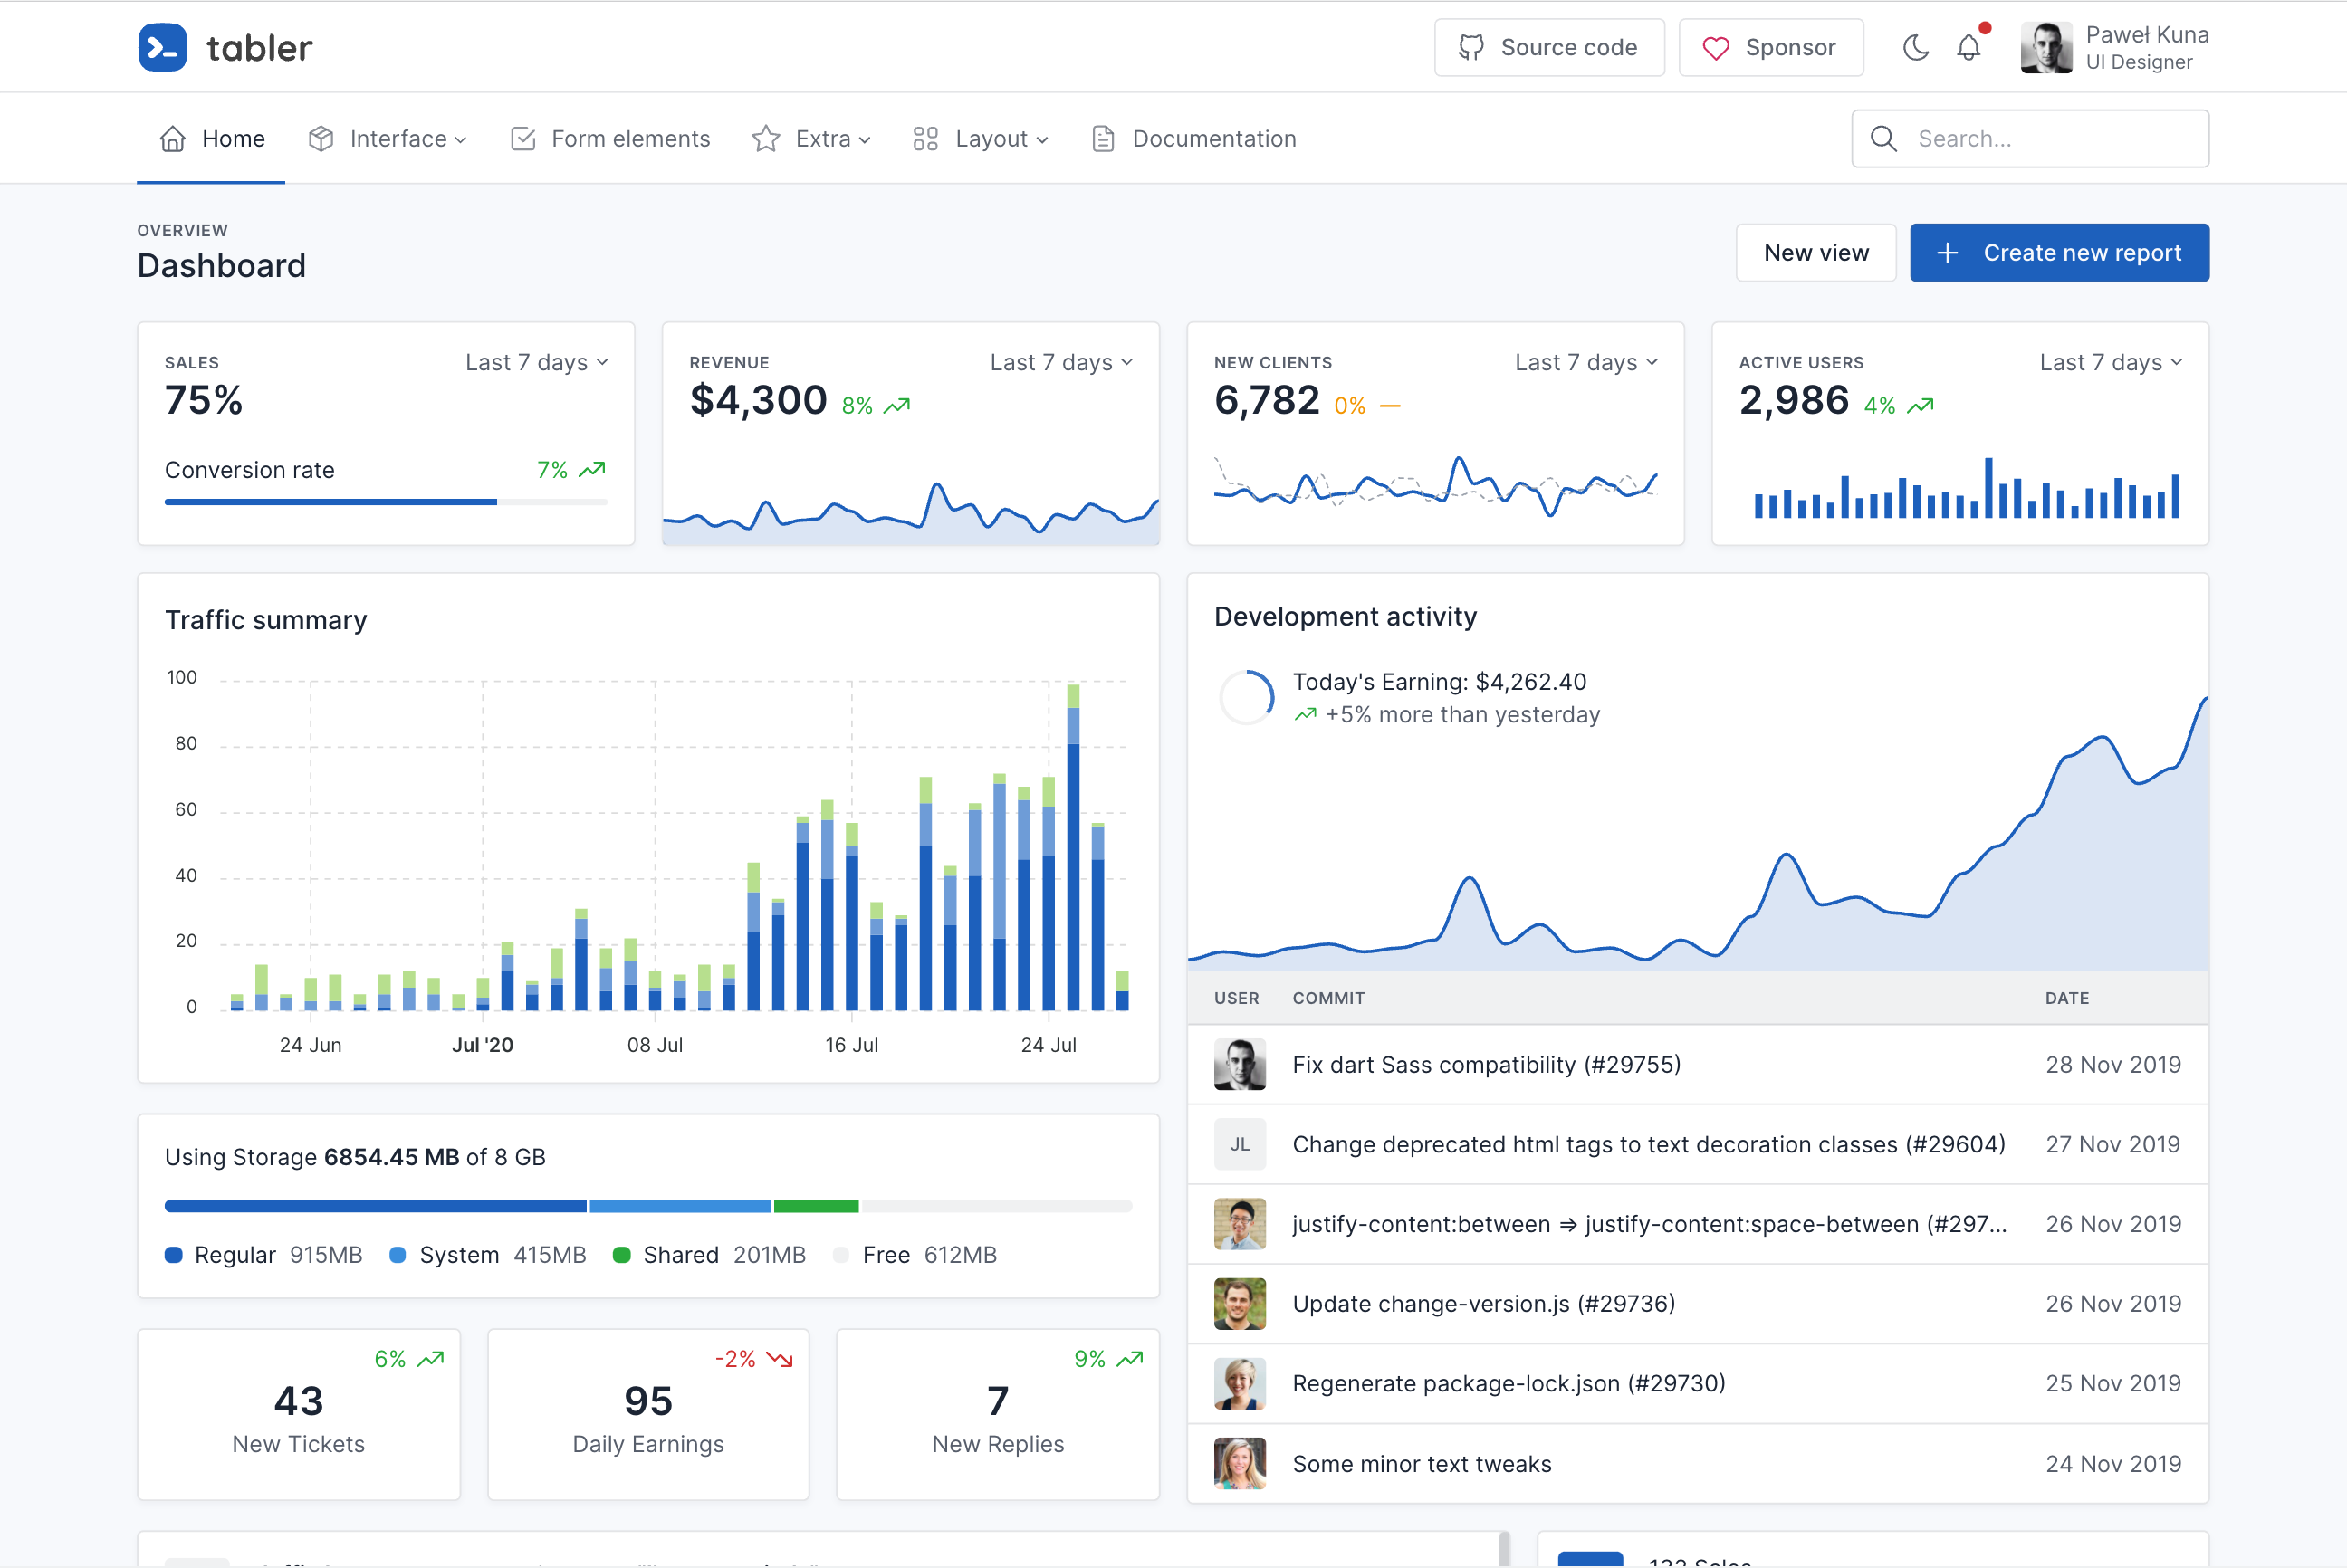 tabler
Source code
Sponsor
Paweł Kuna
UI Designer
Home
Interface
Form elements
Extra
Layout
Documentation
Search...
OVERVIEW
Dashboard
New view
Create new report
SALES
Last 7 days
75%
Conversion rate
7%
REVENUE
Last 7 days
$4,300 8%
NEW CLIENTS
Last 7 days
6,782 0%
ACTIVE USERS
Last 7 days
2,986 4%
Traffic summary
100
80
60
40
20
0
24 Jun
Jul '20
08 Jul
16 Jul
24 Jul
Development activity
Today's Earning: $4,262.40
+5% more than yesterday
USER COMMIT DATE
Fix dart Sass compatibility (#29755) 28 Nov 2019
JL Change deprecated html tags to text decoration classes (#29604) 27 Nov 2019
justify-content:between ⇒ justify-content:space-between (#297... 26 Nov 2019
Update change-version.js (#29736) 26 Nov 2019
Regenerate package-lock.json (#29730) 25 Nov 2019
Some minor text tweaks 24 Nov 2019
Using Storage 6854.45 MB of 8 GB
Regular 915MB System 415MB Shared 201MB Free 612MB
6%
43
New Tickets
-2%
95
Daily Earnings
9%
7
New Replies
132 Sales